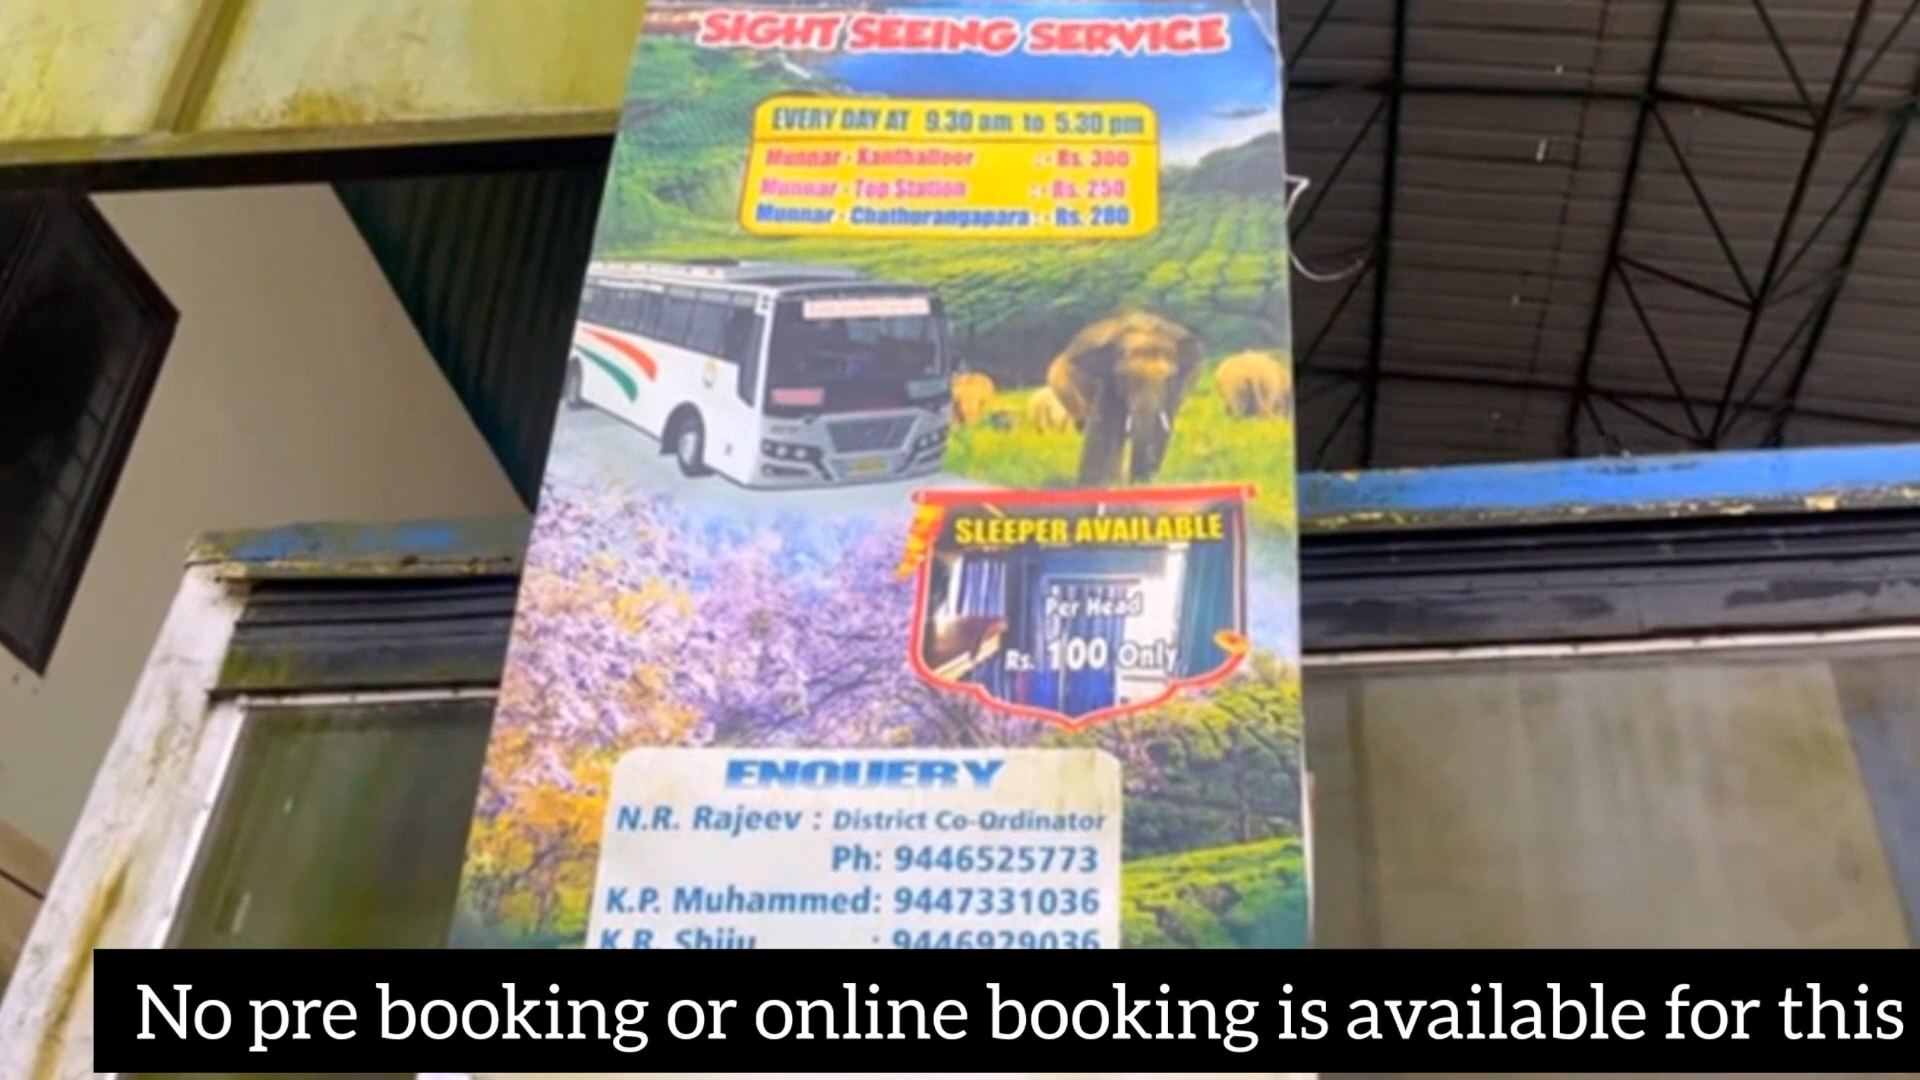 SIGHT SEEING SERVICE
EVERY DAY AT 9.30 am to 5.30 pm
Munnar - Kanthalloor :- Rs. 300
Munnar - Top Station :- Rs. 250
Munnar - Chathurangapara :- Rs. 280
SLEEPER AVAILABLE
Per Head
Rs. 100 Only
ENQUERY
N.R. Rajeev : District Co-Ordinator
Ph: 9446525773
K.P. Muhammed: 9447331036
K.R. Shiju : 9446929036
No pre booking or online booking is available for this